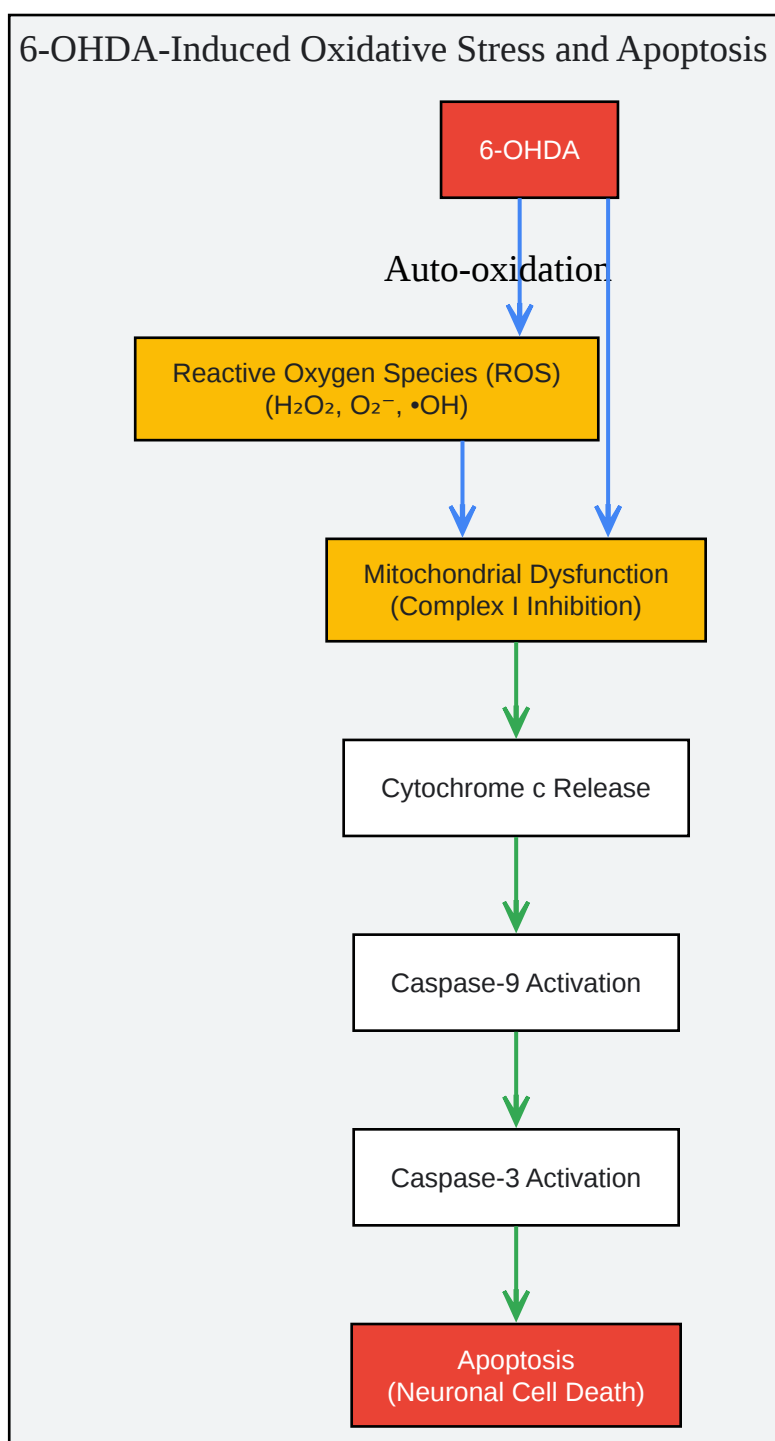 6-OHDA-Induced Oxidative Stress and Apoptosis
6-OHDA
Auto-oxidation
Reactive Oxygen Species (ROS)
(H₂O₂, O₂⁻, •OH)
Mitochondrial Dysfunction
(Complex I Inhibition)
Cytochrome c Release
Caspase-9 Activation
Caspase-3 Activation
Apoptosis
(Neuronal Cell Death)